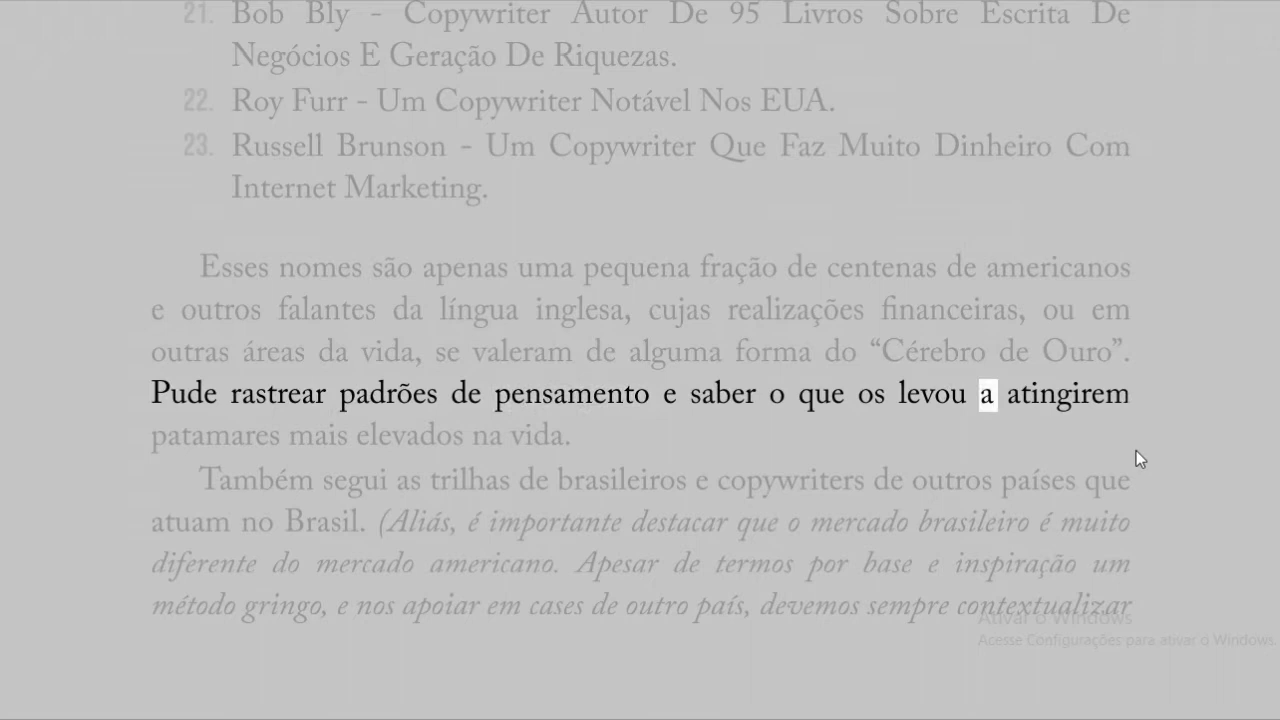 21. Bob Bly - Copywriter Autor De 95 Livros Sobre Escrita De
Negócios E Geração De Riquezas.
22. Roy Furr - Um Copywriter Notável Nos EUA.
23. Russell Brunson - Um Copywriter Que Faz Muito Dinheiro Com
Internet Marketing.
Esses nomes são apenas uma pequena fração de centenas de americanos
e outros falantes da língua inglesa, cujas realizações financeiras, ou em
outras áreas da vida, se valeram de alguma forma do “Cérebro de Ouro”.
Pude rastrear padrões de pensamento e saber o que os levou a atingirem
patamares mais elevados na vida.
Também segui as trilhas de brasileiros e copywriters de outros países que
atuam no Brasil. (Aliás, é importante destacar que o mercado brasileiro é muito
diferente do mercado americano. Apesar de termos por base e inspiração um
método gringo, e nos apoiar em cases de outro país, devemos sempre contextualizar
Ativar o Windows
Acesse Configurações para ativar o Windows.